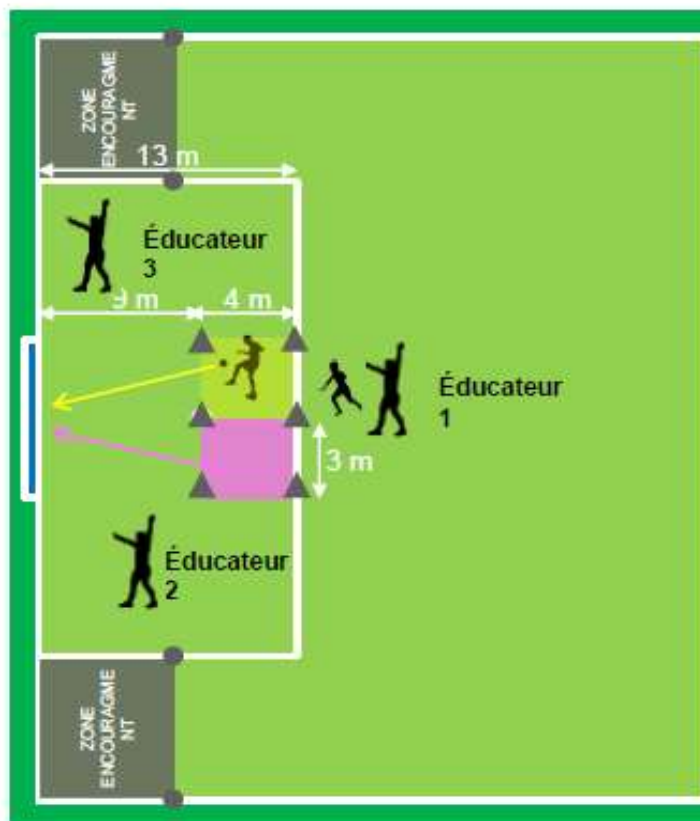 ZONE
ENCOURAGME
NT
13 m
Éducateur
3
9 m
4 m
Éducateur
1
3 m
Éducateur
2
ZONE
ENCOURAGME
NT